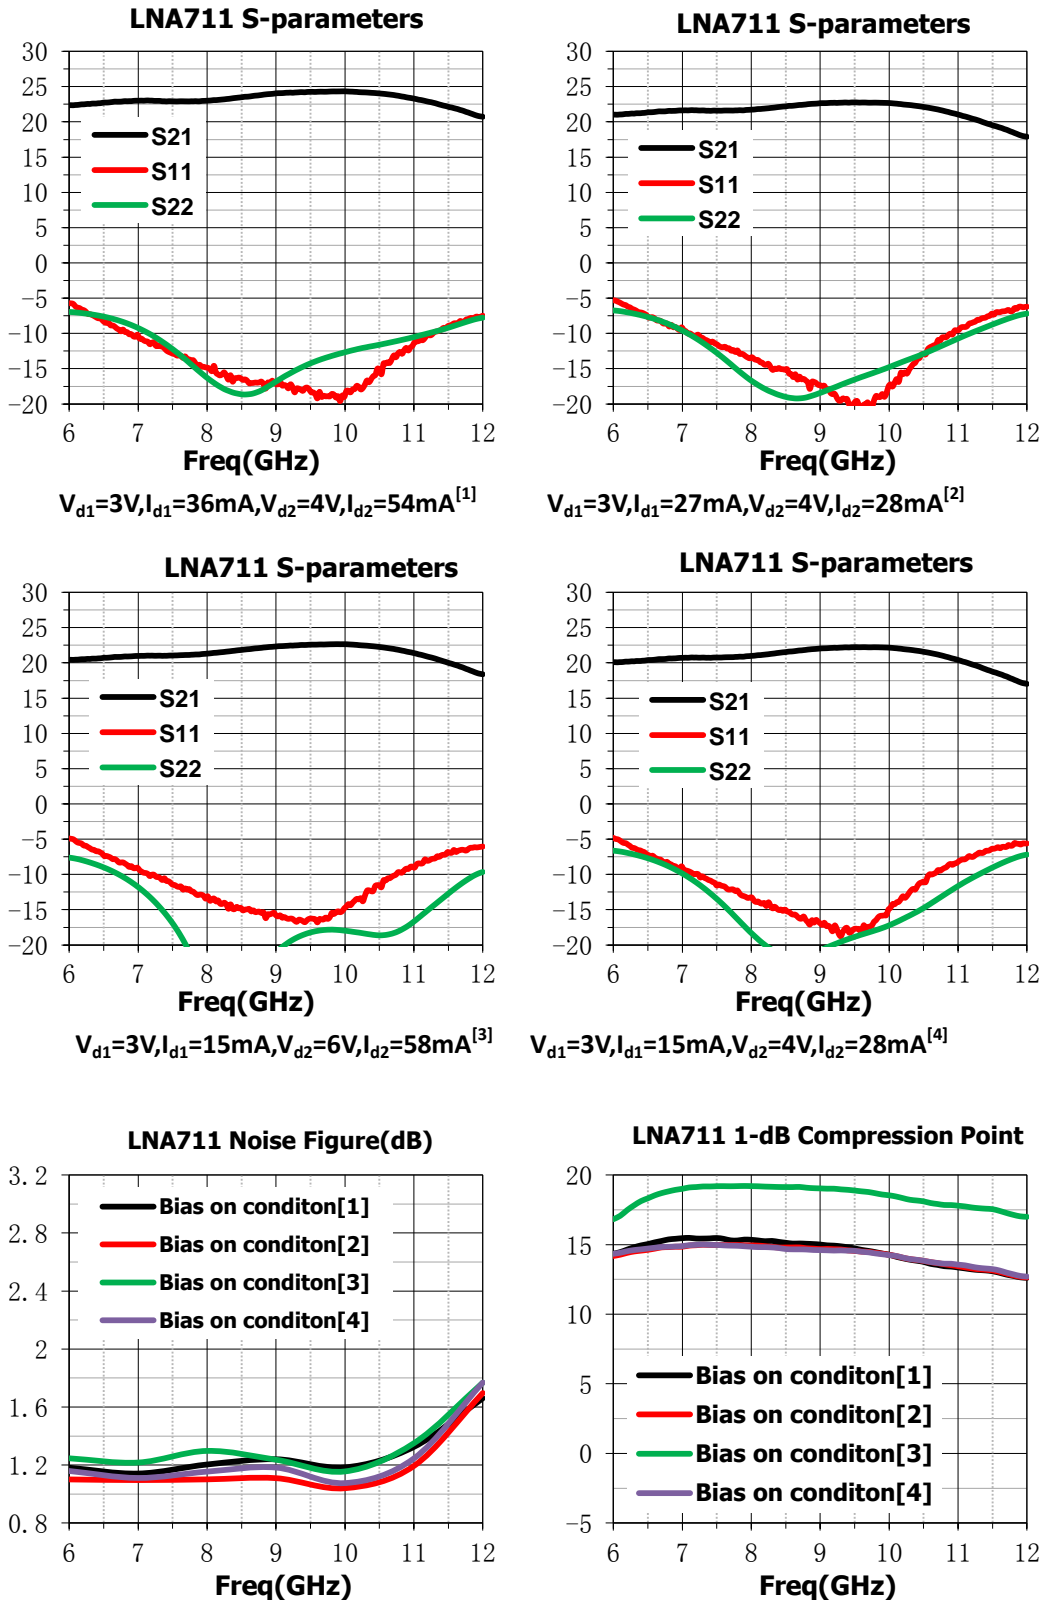 LNA711 S-parameters
30
25
20
15
10
5
0
-5
-10
-15
-20
S21
S11
S22
6 7 8 9 10 11 12
Freq(GHz)
Vd1=3V,Id1=36mA,Vd2=4V,Id2=54mA[1]
LNA711 S-parameters
30
25
20
15
10
5
0
-5
-10
-15
-20
S21
S11
S22
6 7 8 9 10 11 12
Freq(GHz)
Vd1=3V,Id1=27mA,Vd2=4V,Id2=28mA[2]
LNA711 S-parameters
30
25
20
15
10
5
0
-5
-10
-15
-20
S21
S11
S22
6 7 8 9 10 11 12
Freq(GHz)
Vd1=3V,Id1=15mA,Vd2=6V,Id2=58mA[3]
LNA711 S-parameters
30
25
20
15
10
5
0
-5
-10
-15
-20
S21
S11
S22
6 7 8 9 10 11 12
Freq(GHz)
Vd1=3V,Id1=15mA,Vd2=4V,Id2=28mA[4]
LNA711 Noise Figure(dB)
3.2
2.8
2.4
2
1.6
1.2
0.8
Bias on conditon[1]
Bias on conditon[2]
Bias on conditon[3]
Bias on conditon[4]
6 7 8 9 10 11 12
Freq(GHz)
LNA711 1-dB Compression Point
20
15
10
5
0
-5
Bias on conditon[1]
Bias on conditon[2]
Bias on conditon[3]
Bias on conditon[4]
6 7 8 9 10 11 12
Freq(GHz)